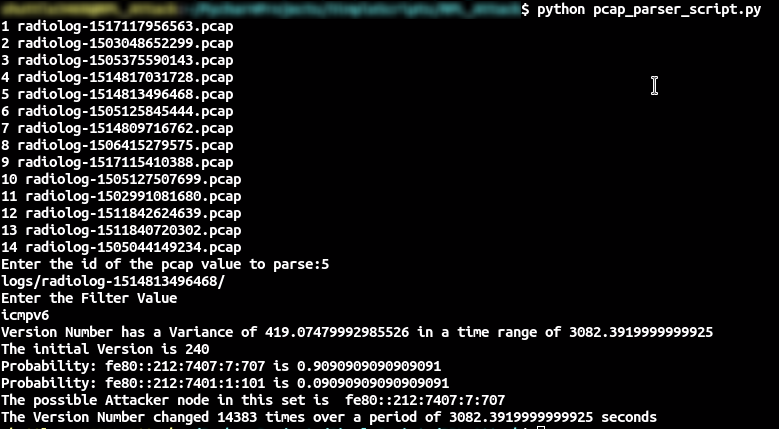 $ python pcap_parser_script.py
1 radiolog-1517117956563.pcap
2 radiolog-1503048652299.pcap
3 radiolog-1505375590143.pcap
4 radiolog-1514817031728.pcap
5 radiolog-1514813496468.pcap
6 radiolog-1505125845444.pcap
7 radiolog-1514809716762.pcap
8 radiolog-1506415279575.pcap
9 radiolog-1517115410388.pcap
10 radiolog-1505127507699.pcap
11 radiolog-1502991081680.pcap
12 radiolog-1511842624639.pcap
13 radiolog-1511840720302.pcap
14 radiolog-1505044149234.pcap
Enter the id of the pcap value to parse:5
logs/radiolog-1514813496468/
Enter the Filter Value
icmpv6
Version Number has a Variance of 419.07479992985526 in a time range of 3082.3919999999925
The initial Version is 240
Probability: fe80::212:7407:7:707 is 0.9090909090909091
Probability: fe80::212:7401:1:101 is 0.09090909090909091
The possible Attacker node in this set is  fe80::212:7407:7:707
The Version Number changed 14383 times over a period of 3082.3919999999925 seconds